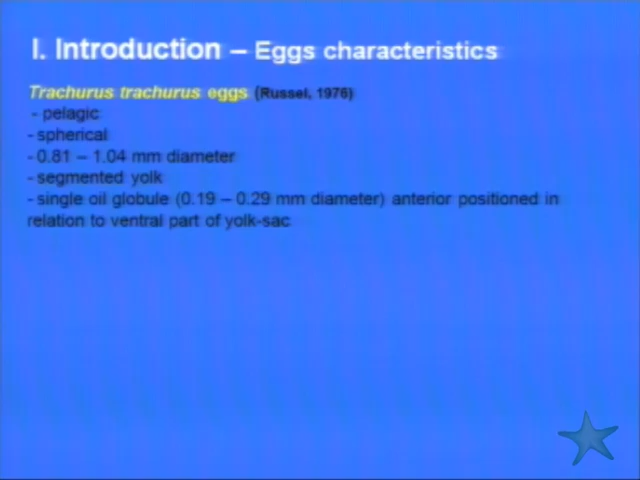 I. Introduction – Eggs characteristics
Trachurus trachurus eggs (Russel, 1976)
- pelagic
- spherical
- 0.81 – 1.04 mm diameter
- segmented yolk
- single oil globule (0.19 – 0.29 mm diameter) anterior positioned in
relation to ventral part of yolk-sac